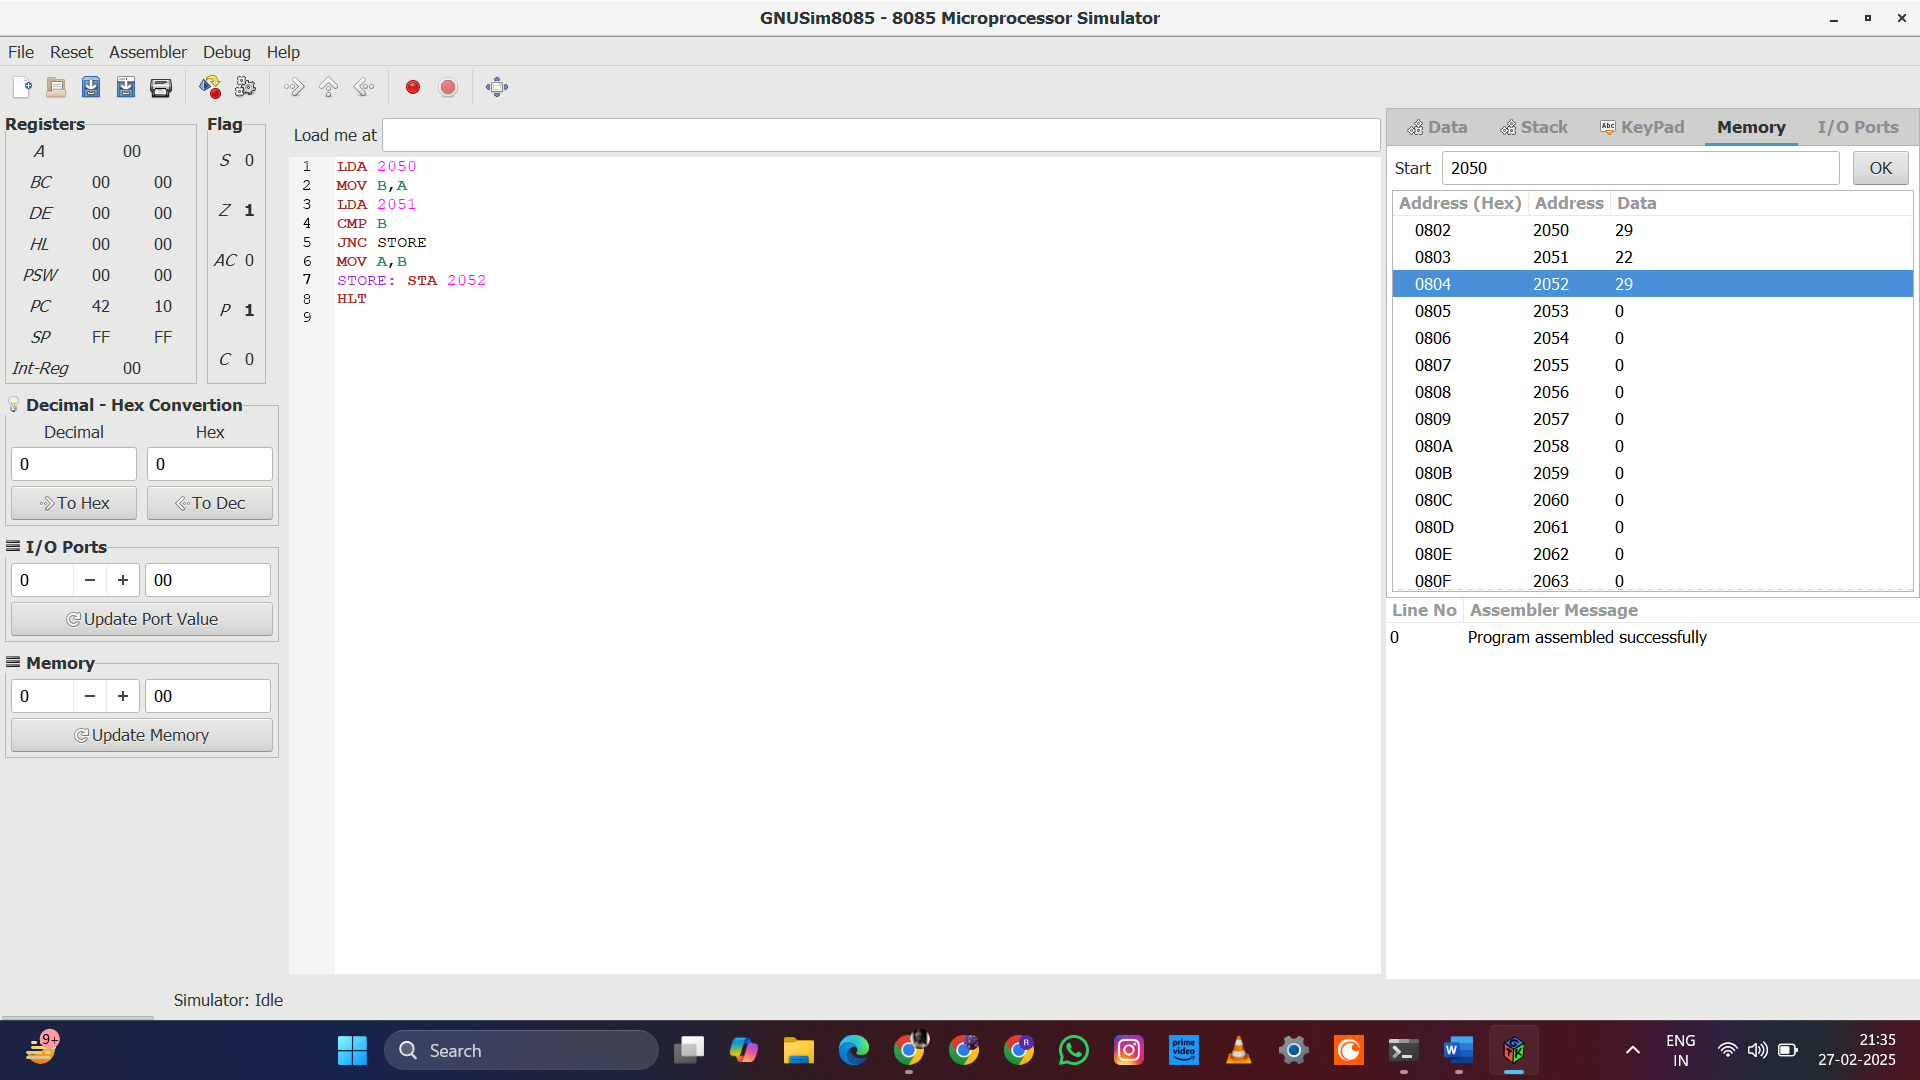 GNUSim8085 - 8085 Microprocessor Simulator
File Reset Assembler Debug Help
Registers
A 00
BC 00 00
DE 00 00
HL 00 00
PSW 00 00
PC 42 10
SP FF FF
Int-Reg 00
Flag
S 0
Z 1
AC 0
P 1
C 0
Decimal - Hex Convertion
Decimal Hex
0 0
To Hex To Dec
I/O Ports
0 − + 00
Update Port Value
Memory
0 − + 00
Update Memory
Load me at
1 LDA 2050
2 MOV B,A
3 LDA 2051
4 CMP B
5 JNC STORE
6 MOV A,B
7 STORE: STA 2052
8 HLT
9
Data Stack Abc KeyPad Memory I/O Ports
Start 2050 OK
Address (Hex) Address Data
0802 2050 29
0803 2051 22
0804 2052 29
0805 2053 0
0806 2054 0
0807 2055 0
0808 2056 0
0809 2057 0
080A 2058 0
080B 2059 0
080C 2060 0
080D 2061 0
080E 2062 0
080F 2063 0
Line No Assembler Message
0 Program assembled successfully
Simulator: Idle
9+
Search
R
prime video
W
ENG
IN
21:35
27-02-2025